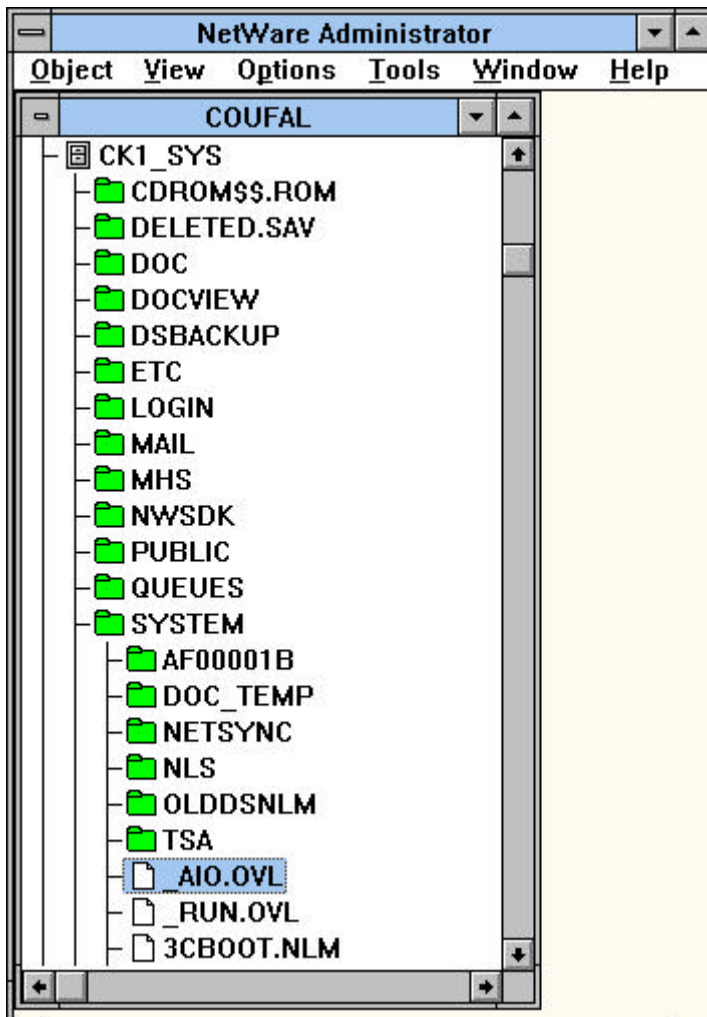 NetWare Administrator
Object View Options Tools Window Help
COUFAL
CK1_SYS
CDROM$$.ROM
DELETED.SAV
DOC
DOCVIEW
DSBACKUP
ETC
LOGIN
MAIL
MHS
NWSDK
PUBLIC
QUEUES
SYSTEM
AF00001B
DOC_TEMP
NETSYNC
NLS
OLDDSNLM
TSA
_AIO.OVL
_RUN.OVL
3CBOOT.NLM